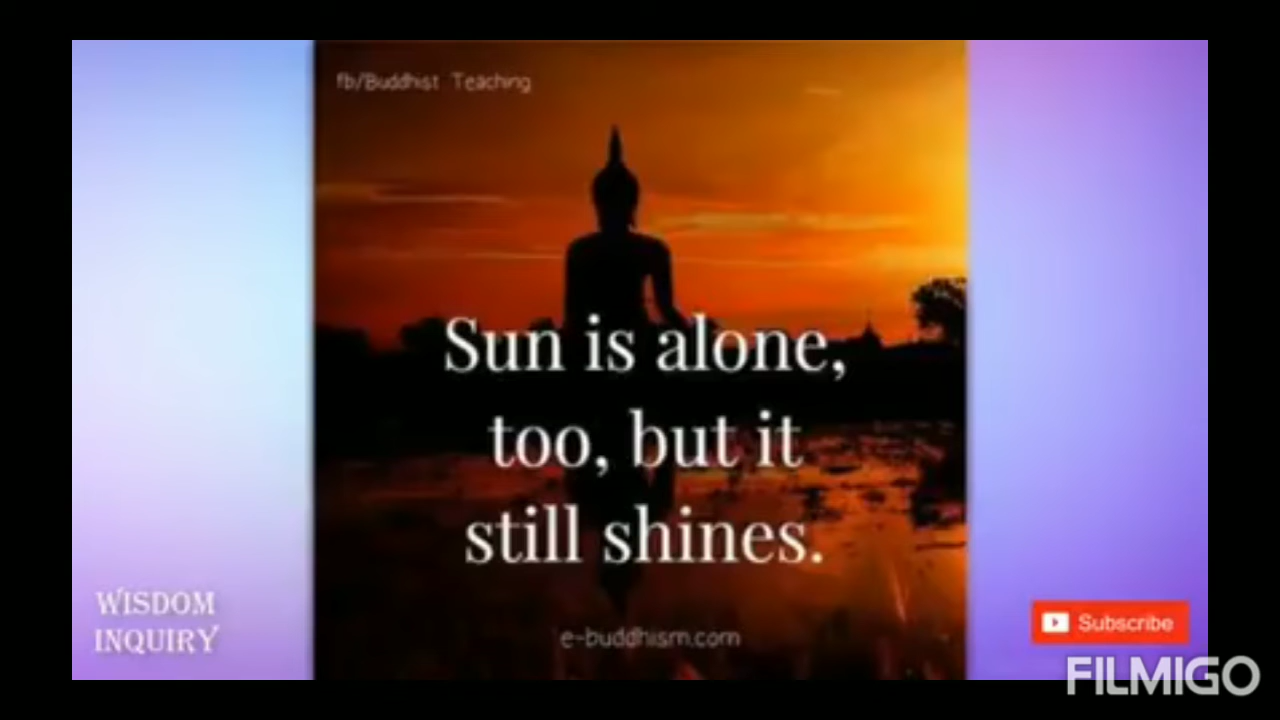 fb/Buddhist Teaching
Sun is alone,
too, but it
still shines.
e-buddhism.com
WISDOM
INQUIRY
Subscribe
FILMIGO